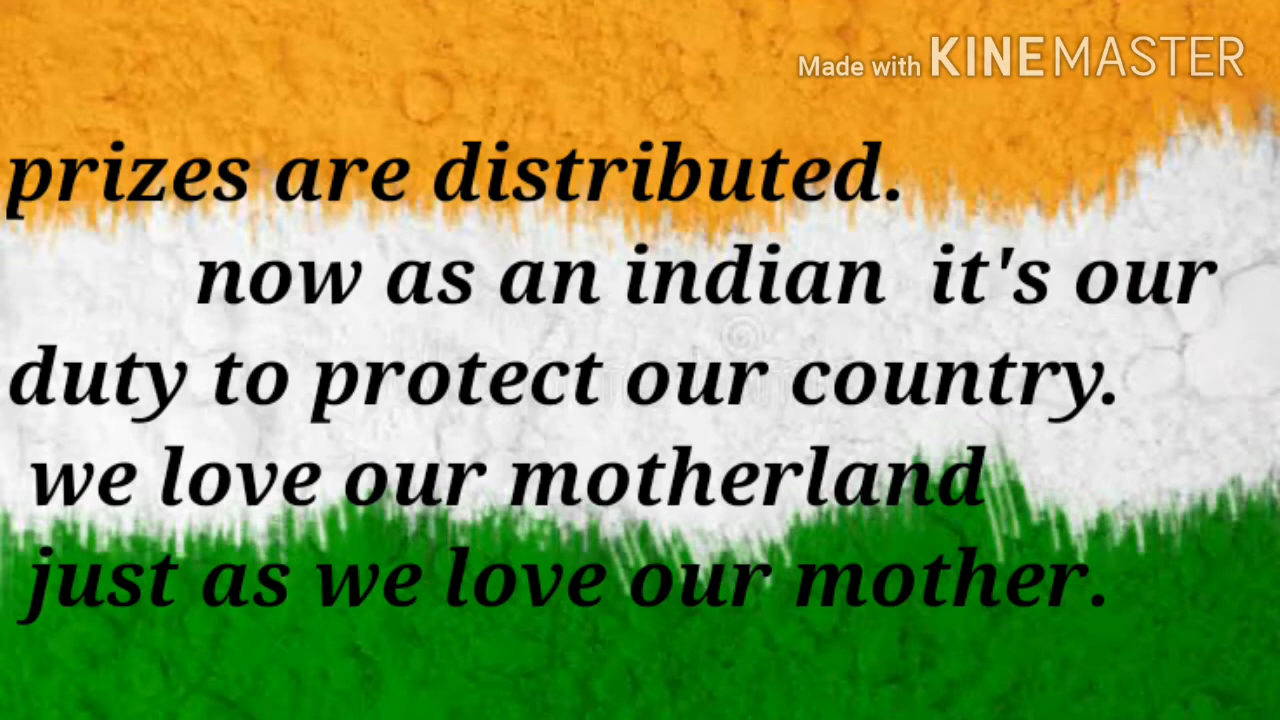 Made with KINEMASTER
prizes are distributed.
now as an indian it's our
duty to protect our country.
we love our motherland
just as we love our mother.